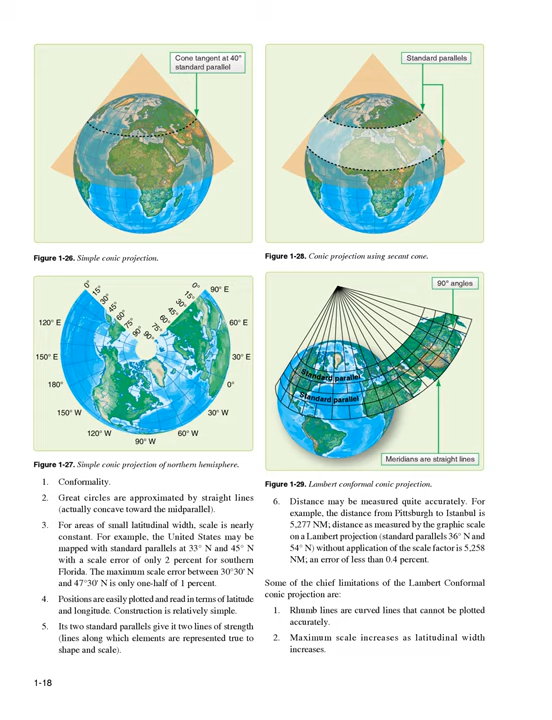 Cone tangent at 40°
standard parallel
Figure 1-26. Simple conic projection.
0°
15°
30°
45°
60°
75°
90°
90°
75°
60°
45°
30°
15°
0°
90° E
120° E
60° E
150° E
30° E
180°
0°
150° W
30° W
120° W
90° W
60° W
Figure 1-27. Simple conic projection of northern hemisphere.
1. Conformality.
2. Great circles are approximated by straight lines
(actually concave toward the midparallel).
3. For areas of small latitudinal width, scale is nearly
constant. For example, the United States may be
mapped with standard parallels at 33° N and 45° N
with a scale error of only 2 percent for southern
Florida. The maximum scale error between 30°30′ N
and 47°30′ N is only one-half of 1 percent.
4. Positions are easily plotted and read in terms of latitude
and longitude. Construction is relatively simple.
5. Its two standard parallels give it two lines of strength
(lines along which elements are represented true to
shape and scale).
Standard parallels
Figure 1-28. Conic projection using secant cone.
90° angles
Standard parallel
Standard parallel
Meridians are straight lines
Figure 1-29. Lambert conformal conic projection.
6. Distance may be measured quite accurately. For
example, the distance from Pittsburgh to Istanbul is
5,277 NM; distance as measured by the graphic scale
on a Lambert projection (standard parallels 36° N and
54° N) without application of the scale factor is 5,258
NM; an error of less than 0.4 percent.
Some of the chief limitations of the Lambert Conformal
conic projection are:
1. Rhumb lines are curved lines that cannot be plotted
accurately.
2. Maximum scale increases as latitudinal width
increases.
1-18